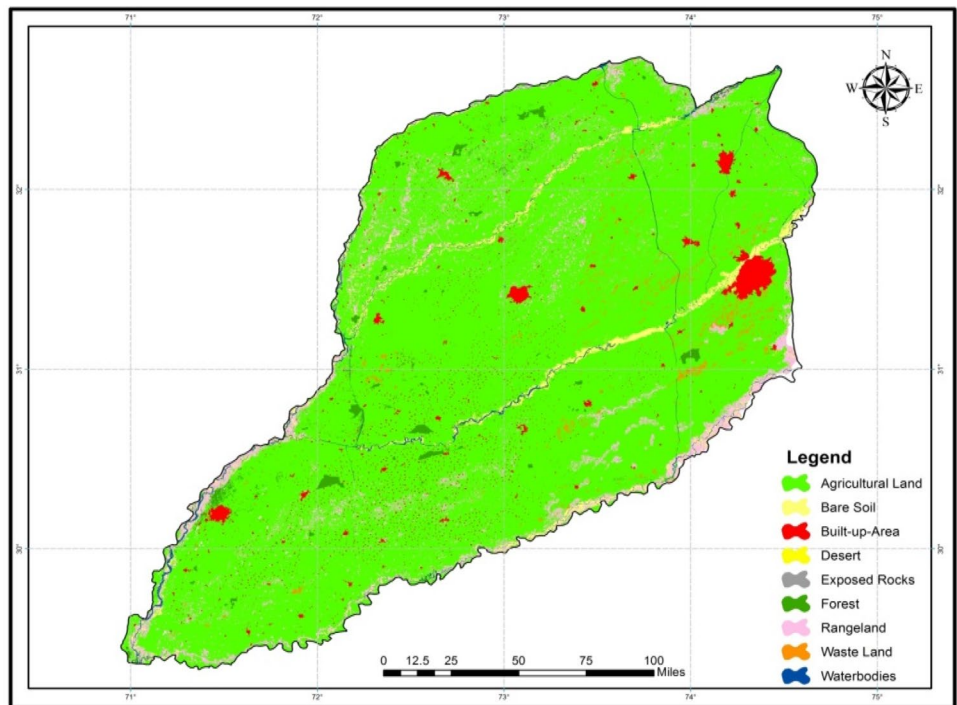 71° 72° 73° 74° 75°
N
W E
S
32° 32°
31° 31°
30° 30°
Legend
Agricultural Land
Bare Soil
Built-up-Area
Desert
Exposed Rocks
Forest
Rangeland
Waste Land
Waterbodies
0 12.5 25 50 75 100
Miles
71° 72° 73° 74° 75°